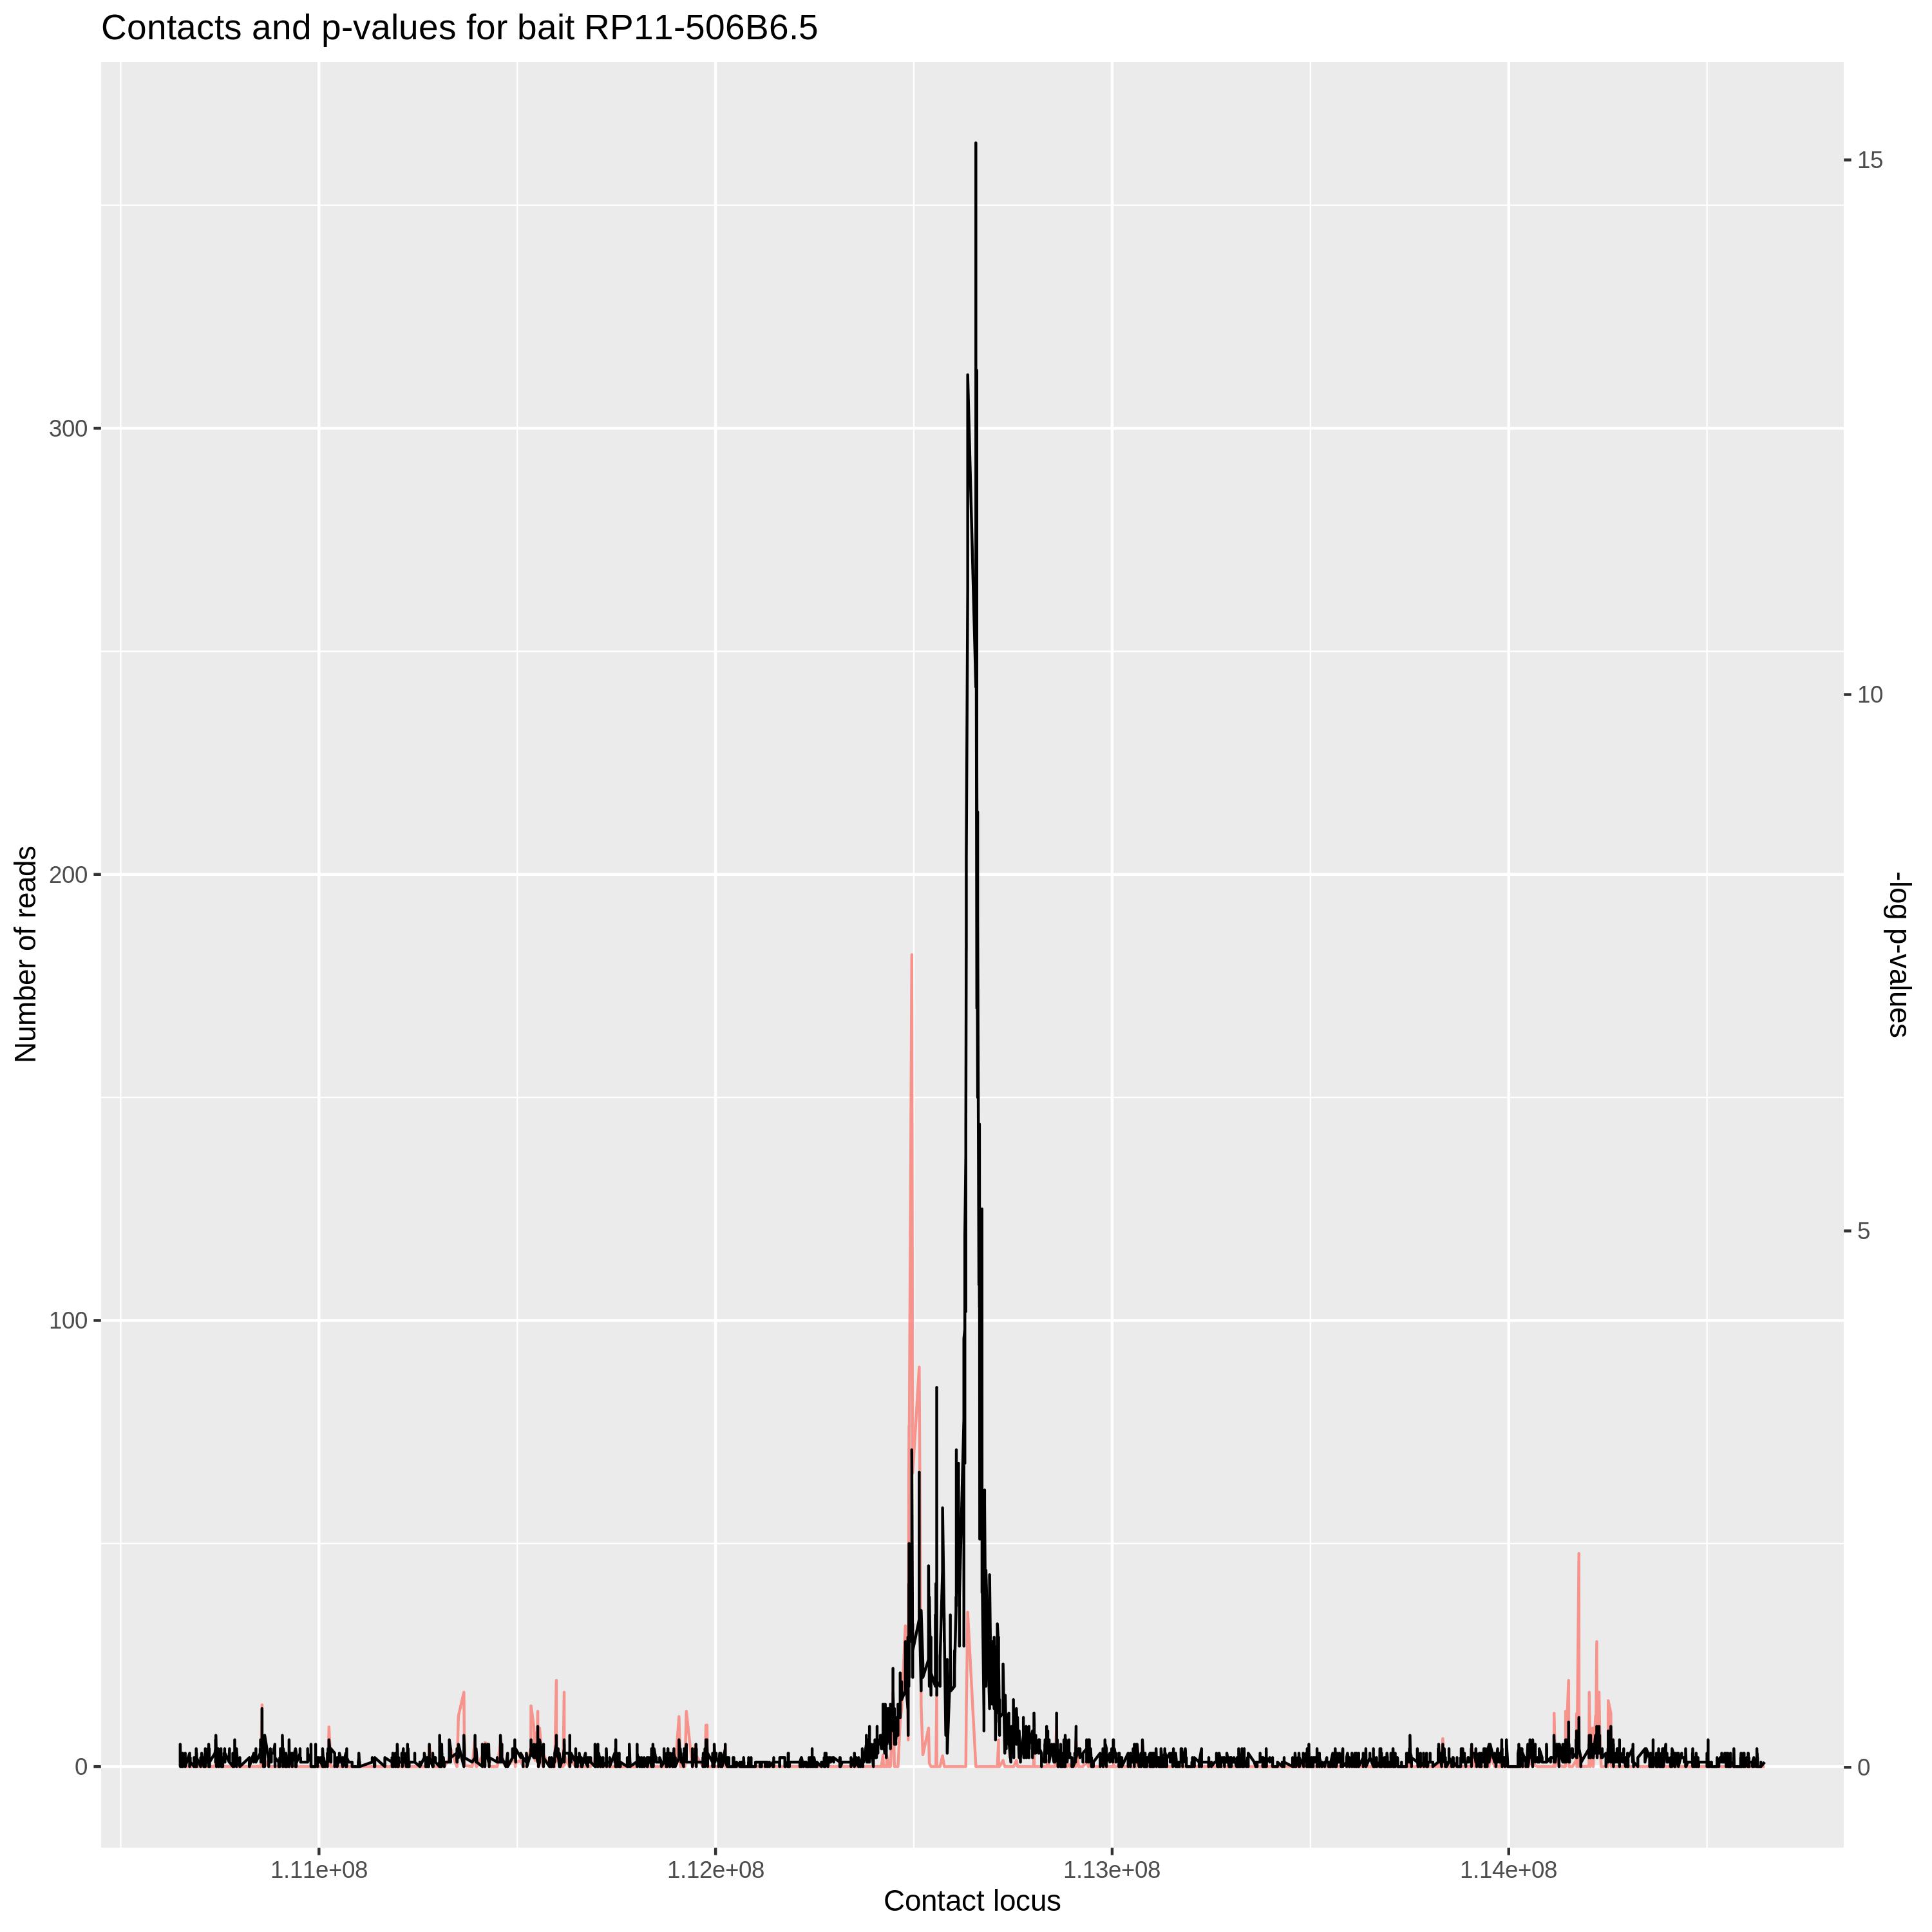 Contacts and p-values for bait RP11-506B6.5
Number of reads
300
200
100
0
15
10
5
0
-log p-values
1.11e+08
1.12e+08
1.13e+08
1.14e+08
Contact locus